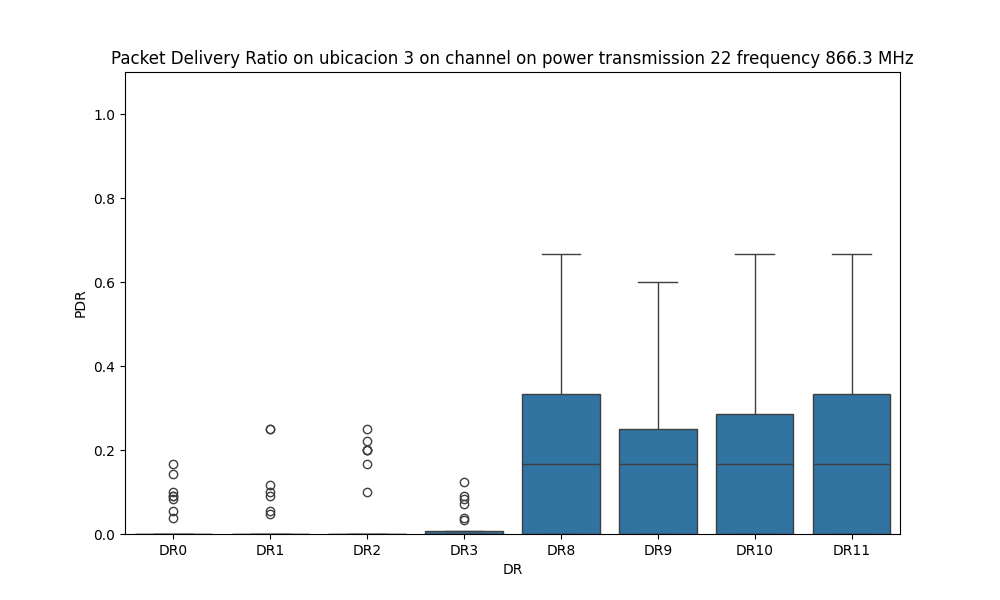 Packet Delivery Ratio on ubicacion 3 on channel on power transmission 22 frequency 866.3 MHz
1.0
0.8
0.6
0.4
0.2
0.0
PDR
DR0 DR1 DR2 DR3 DR8 DR9 DR10 DR11
DR